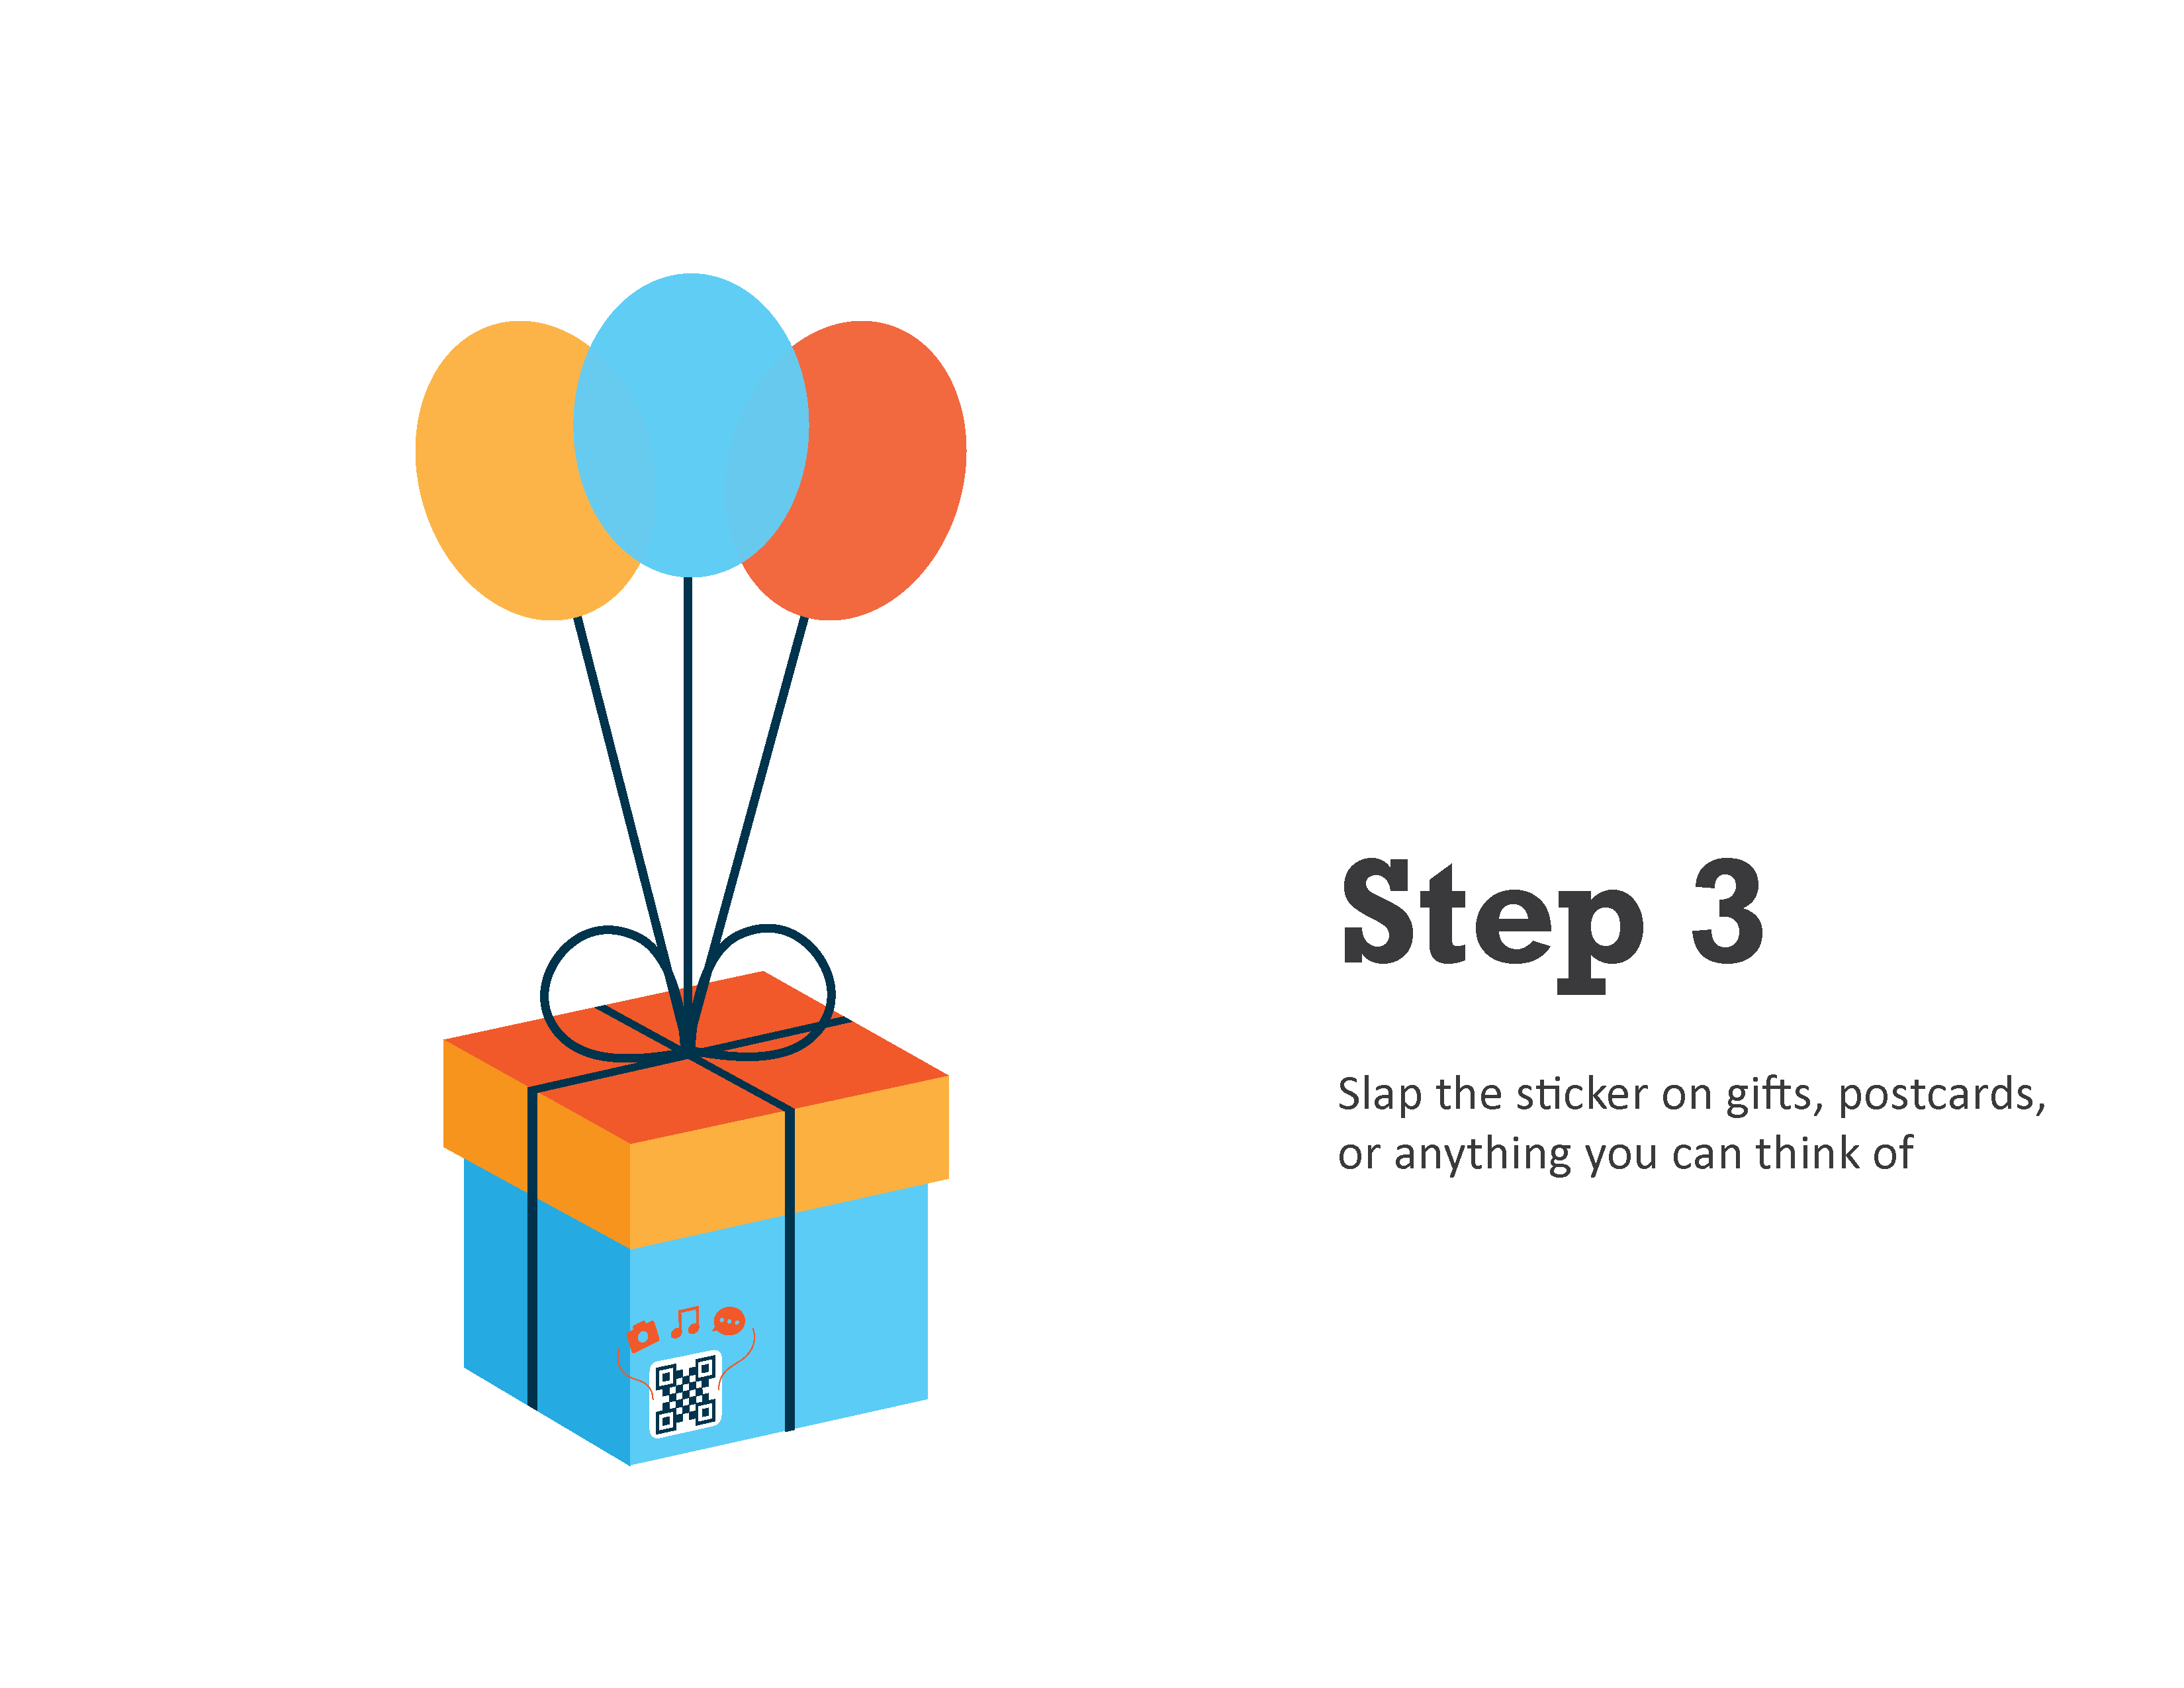 Step 3
Slap the sticker on gifts, postcards,
or anything you can think of